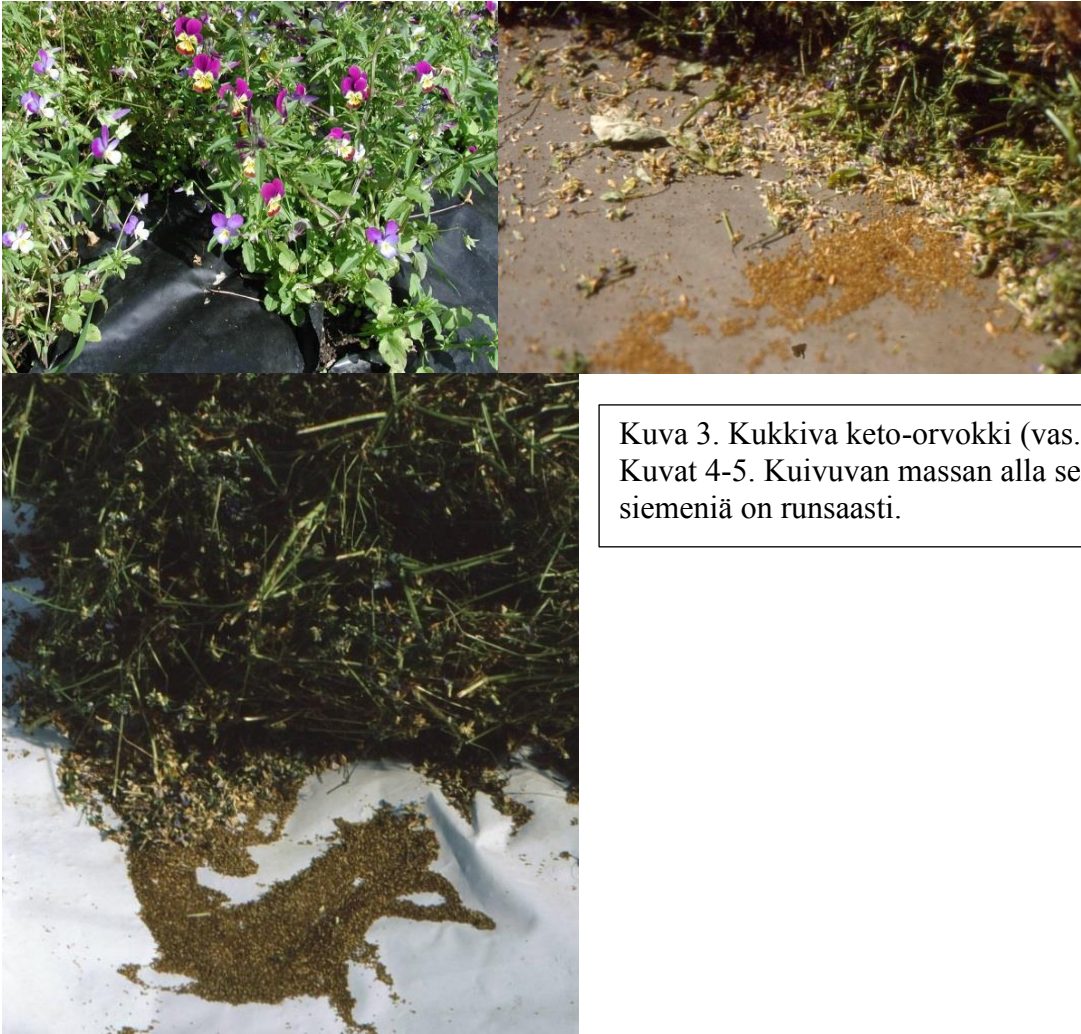 Kuva 3. Kukkiva keto-orvokki (vas.
Kuvat 4-5. Kuivuvan massan alla se
siemeniä on runsaasti.